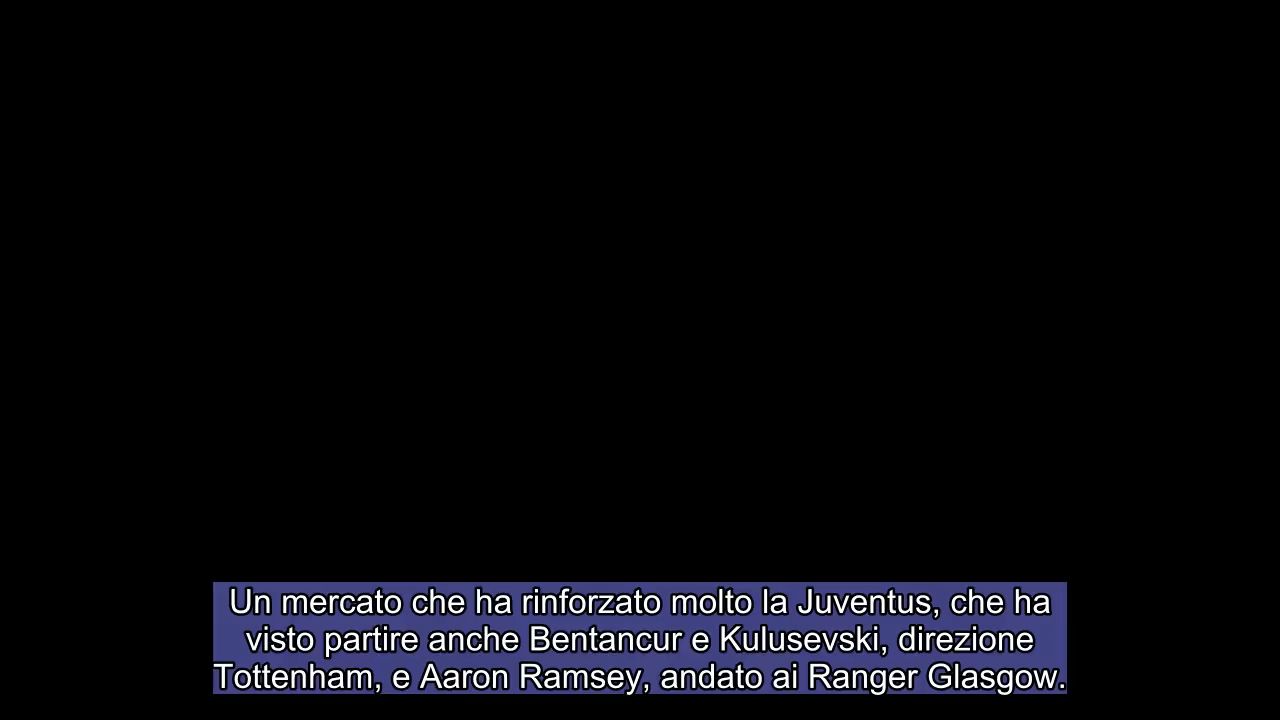 Un mercato che ha rinforzato molto la Juventus, che ha
visto partire anche Bentancur e Kulusevski, direzione
Tottenham, e Aaron Ramsey, andato ai Ranger Glasgow.